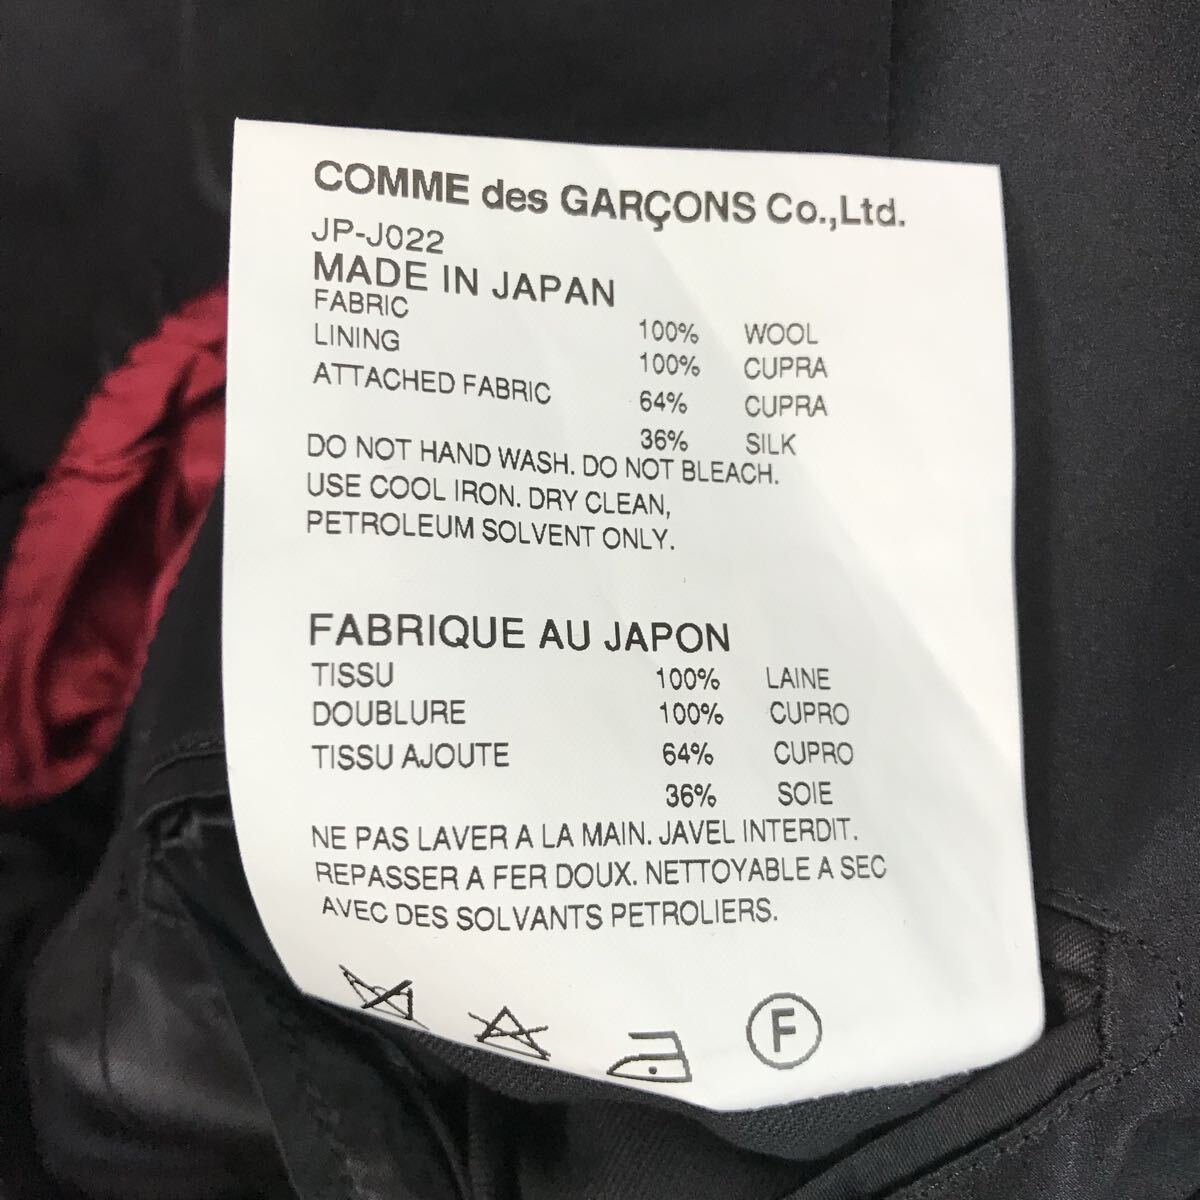 COMME des GARÇONS Co.,Ltd.
JP-J022
MADE IN JAPAN
FABRIC 100% WOOL
LINING 100% CUPRA
ATTACHED FABRIC 64% CUPRA
36% SILK
DO NOT HAND WASH. DO NOT BLEACH.
USE COOL IRON. DRY CLEAN,
PETROLEUM SOLVENT ONLY.
FABRIQUE AU JAPON
TISSU 100% LAINE
DOUBLURE 100% CUPRO
TISSU AJOUTE 64% CUPRO
36% SOIE
NE PAS LAVER A LA MAIN. JAVEL INTERDIT.
REPASSER A FER DOUX. NETTOYABLE A SEC
AVEC DES SOLVANTS PETROLIERS.
F